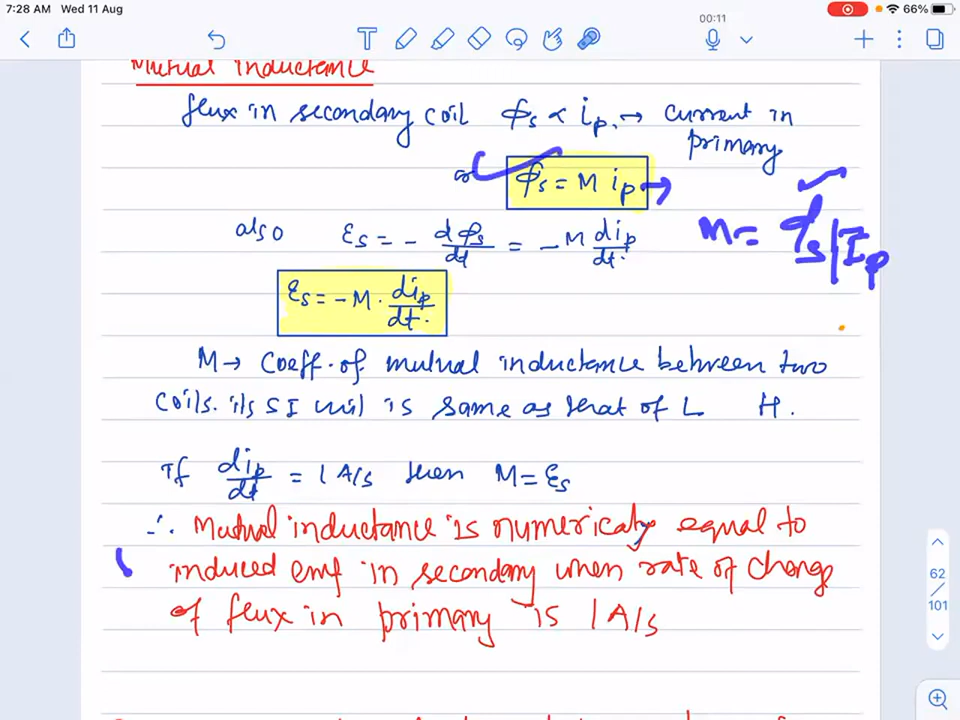 7:28 AM Wed 11 Aug
66%
00:11
T
Mutual inductance
flux in secondary coil ϕs ∝ ip → current in
primary
or ϕs = M ip →
M = ϕs/Ip
also εs = - dϕs/dt = -M dip/dt
εs = -M . dip/dt
M → coeff. of mutual inductance between two
coils. its SI unit is same as that of L H.
If dip/dt = 1 A/s then M = εs
∴ Mutual inductance is numericaly equal to
induced emf in secondary when rate of change
of flux in primary is 1 A/s
62
/
101